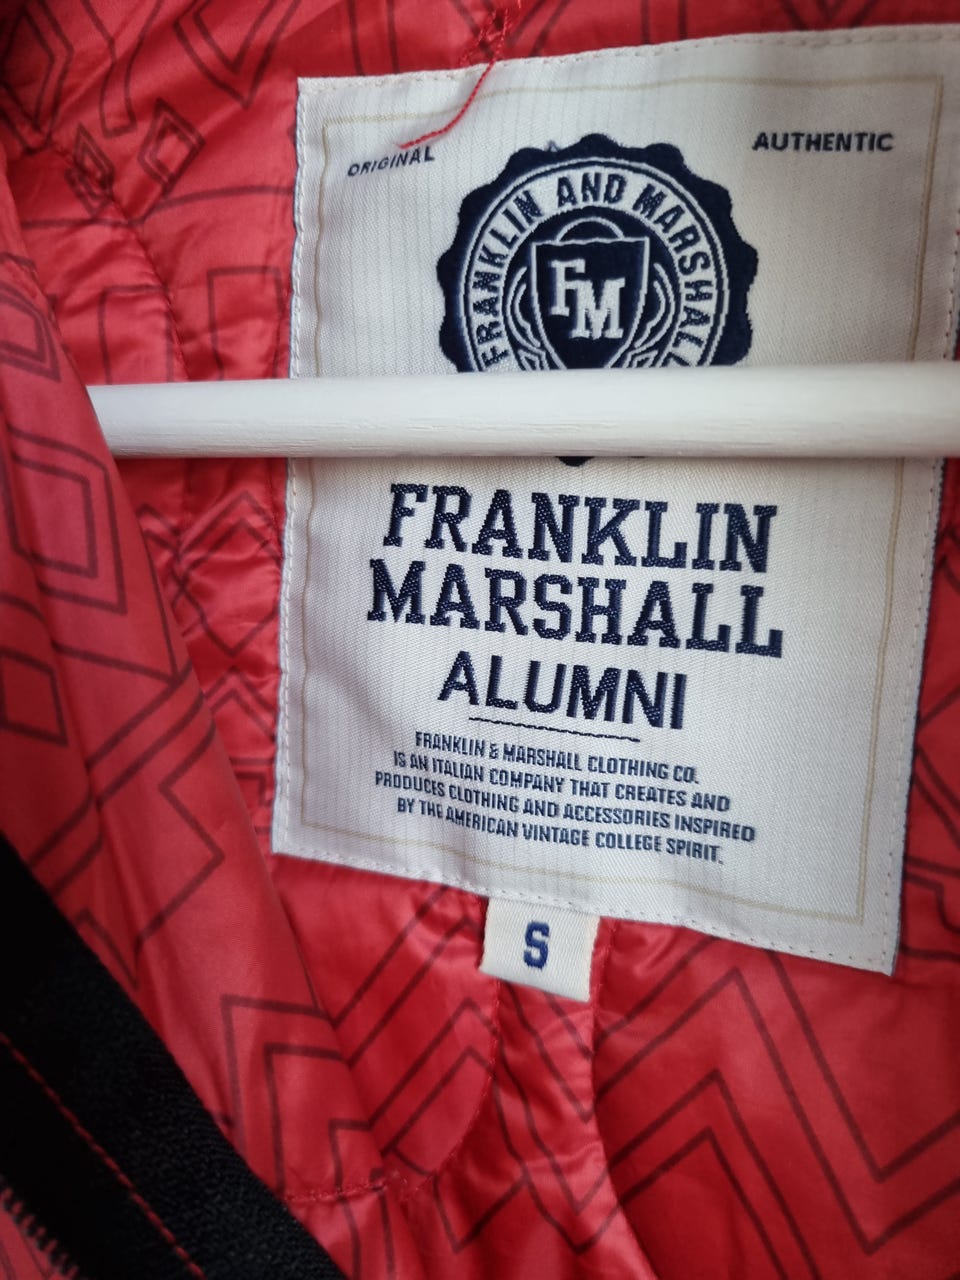 ORIGINAL
AUTHENTIC
FRANKLIN AND MARSHALL
FM
FRANKLIN
MARSHALL
ALUMNI
FRANKLIN & MARSHALL CLOTHING CO.
IS AN ITALIAN COMPANY THAT CREATES AND
PRODUCES CLOTHING AND ACCESSORIES INSPIRED
BY THE AMERICAN VINTAGE COLLEGE SPIRIT.
S